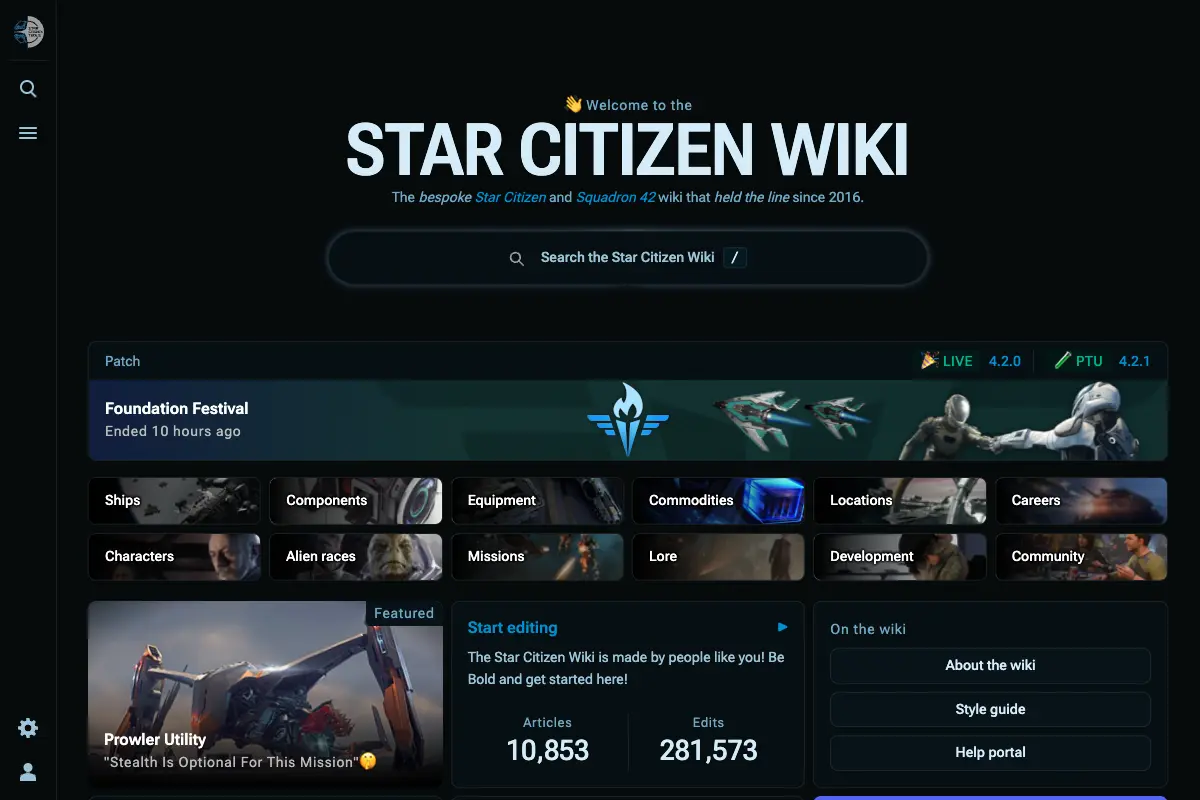 👋 Welcome to the
STAR CITIZEN WIKI
The bespoke Star Citizen and Squadron 42 wiki that held the line since 2016.
Search the Star Citizen Wiki /
Patch
🎉 LIVE 4.2.0
🧪 PTU 4.2.1
Foundation Festival
Ended 10 hours ago
Ships
Components
Equipment
Commodities
Locations
Careers
Characters
Alien races
Missions
Lore
Development
Community
Featured
Prowler Utility
"Stealth Is Optional For This Mission"🤫
Start editing
The Star Citizen Wiki is made by people like you! Be
Bold and get started here!
Articles
10,853
Edits
281,573
On the wiki
About the wiki
Style guide
Help portal